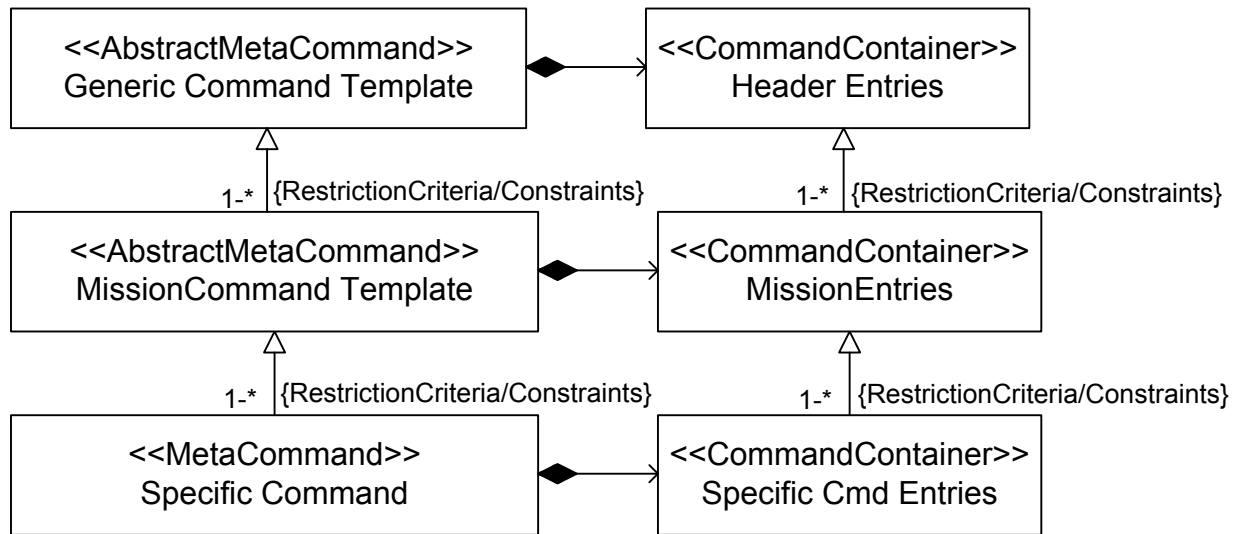 <<AbstractMetaCommand>>
Generic Command Template
<<CommandContainer>>
Header Entries
1-*
{RestrictionCriteria/Constraints}
1-*
{RestrictionCriteria/Constraints}
<<AbstractMetaCommand>>
MissionCommand Template
<<CommandContainer>>
MissionEntries
1-*
{RestrictionCriteria/Constraints}
1-*
{RestrictionCriteria/Constraints}
<<MetaCommand>>
Specific Command
<<CommandContainer>>
Specific Cmd Entries